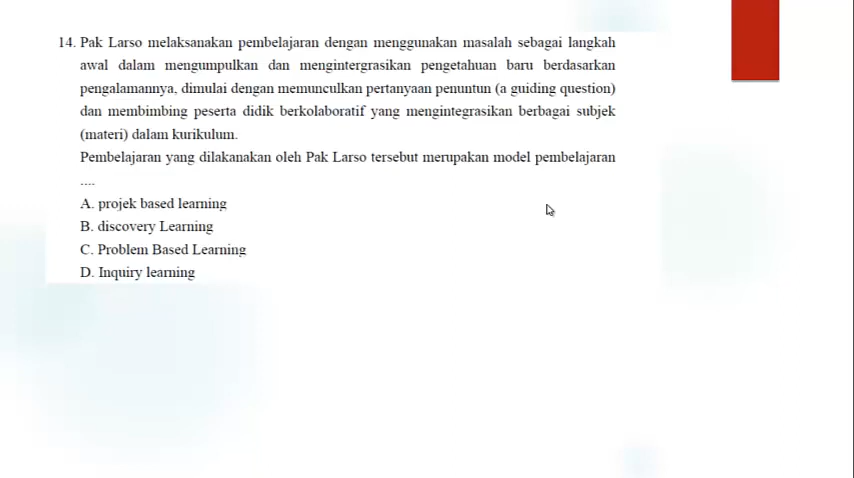 14. Pak Larso melaksanakan pembelajaran dengan menggunakan masalah sebagai langkah
awal dalam mengumpulkan dan mengintergrasikan pengetahuan baru berdasarkan
pengalamannya, dimulai dengan memunculkan pertanyaan penuntun (a guiding question)
dan membimbing peserta didik berkolaboratif yang mengintegrasikan berbagai subjek
(materi) dalam kurikulum.
Pembelajaran yang dilakanakan oleh Pak Larso tersebut merupakan model pembelajaran
....
A. projek based learning
B. discovery Learning
C. Problem Based Learning
D. Inquiry learning